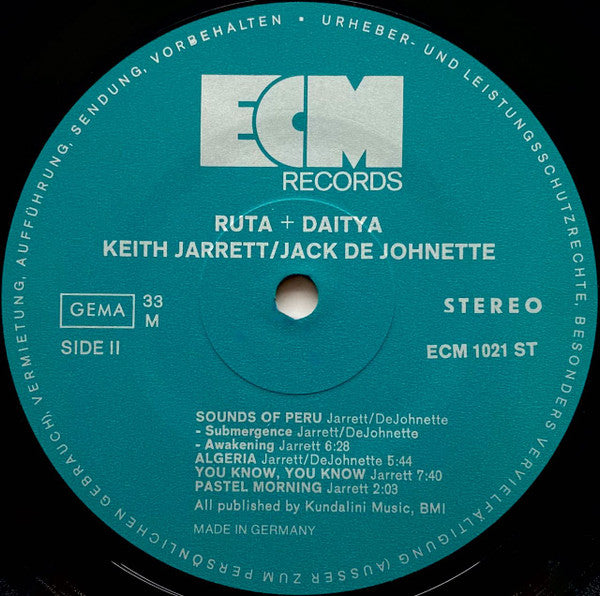 URHEBER- UND LEISTUNGSSCHUTZRECHTE, BESONDERS VERVIELFÄLTIGUNG (AUSSER ZUM PERSÖNLICHEN GEBRAUCH), VERMIETUNG, AUFFÜHRUNG, SENDUNG, VORBEHALTEN •
ECM
RECORDS
RUTA + DAITYA
KEITH JARRETT/JACK DE JOHNETTE
GEMA 33 STEREO
M
SIDE II ECM 1021 ST
SOUNDS OF PERU Jarrett/DeJohnette
- Submergence Jarrett/DeJohnette
- Awakening Jarrett 6:28
ALGERIA Jarrett/DeJohnette 5:44
YOU KNOW, YOU KNOW Jarrett 7:40
PASTEL MORNING Jarrett 2:03
All published by Kundalini Music, BMI
MADE IN GERMANY